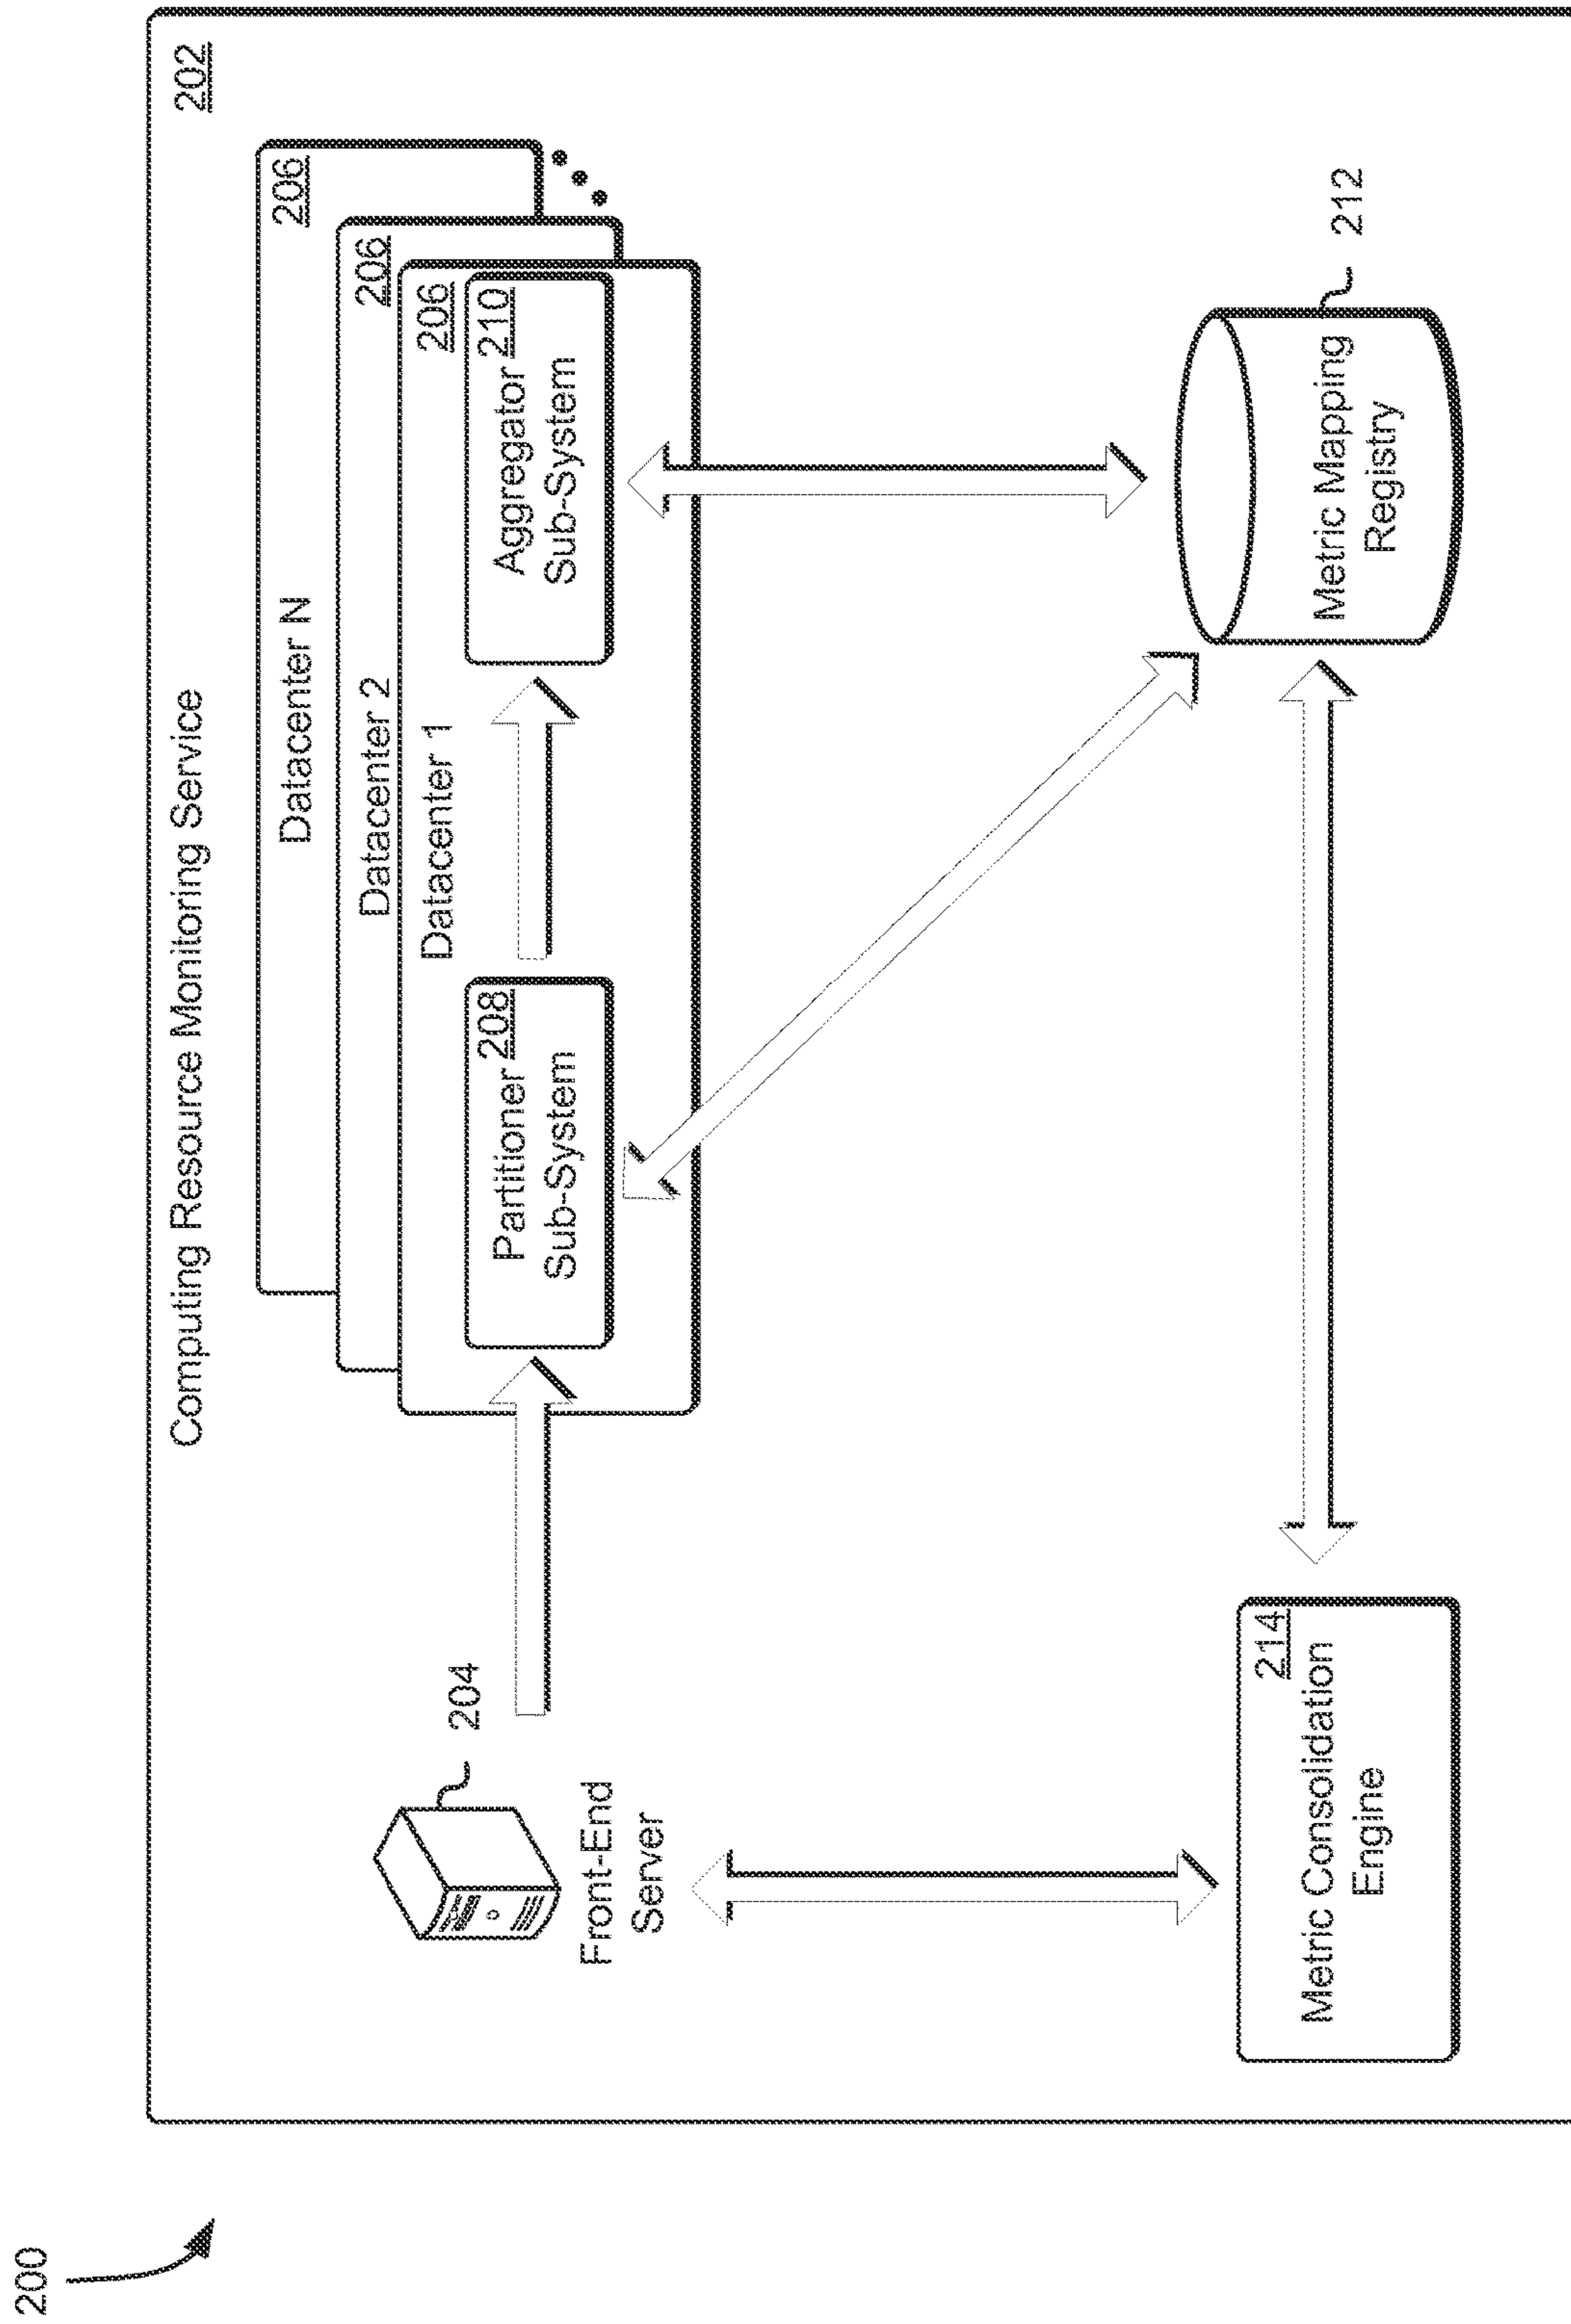 200
Computing Resource Monitoring Service
202
Datacenter N
206
Datacenter 2
206
Datacenter 1
206
204
Front-End
Server
Partitioner 208
Sub-System
Aggregator 210
Sub-System
214
Metric Consolidation
Engine
Metric Mapping
Registry
212